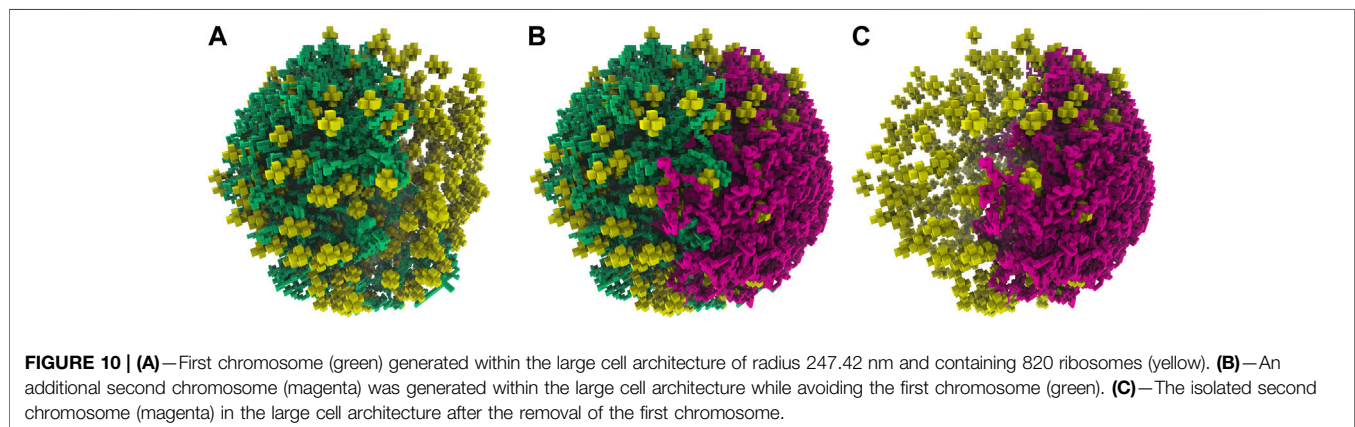 A
B
C
FIGURE 10 | (A)—First chromosome (green) generated within the large cell architecture of radius 247.42 nm and containing 820 ribosomes (yellow). (B)—An
additional second chromosome (magenta) was generated within the large cell architecture while avoiding the first chromosome (green). (C)—The isolated second
chromosome (magenta) in the large cell architecture after the removal of the first chromosome.